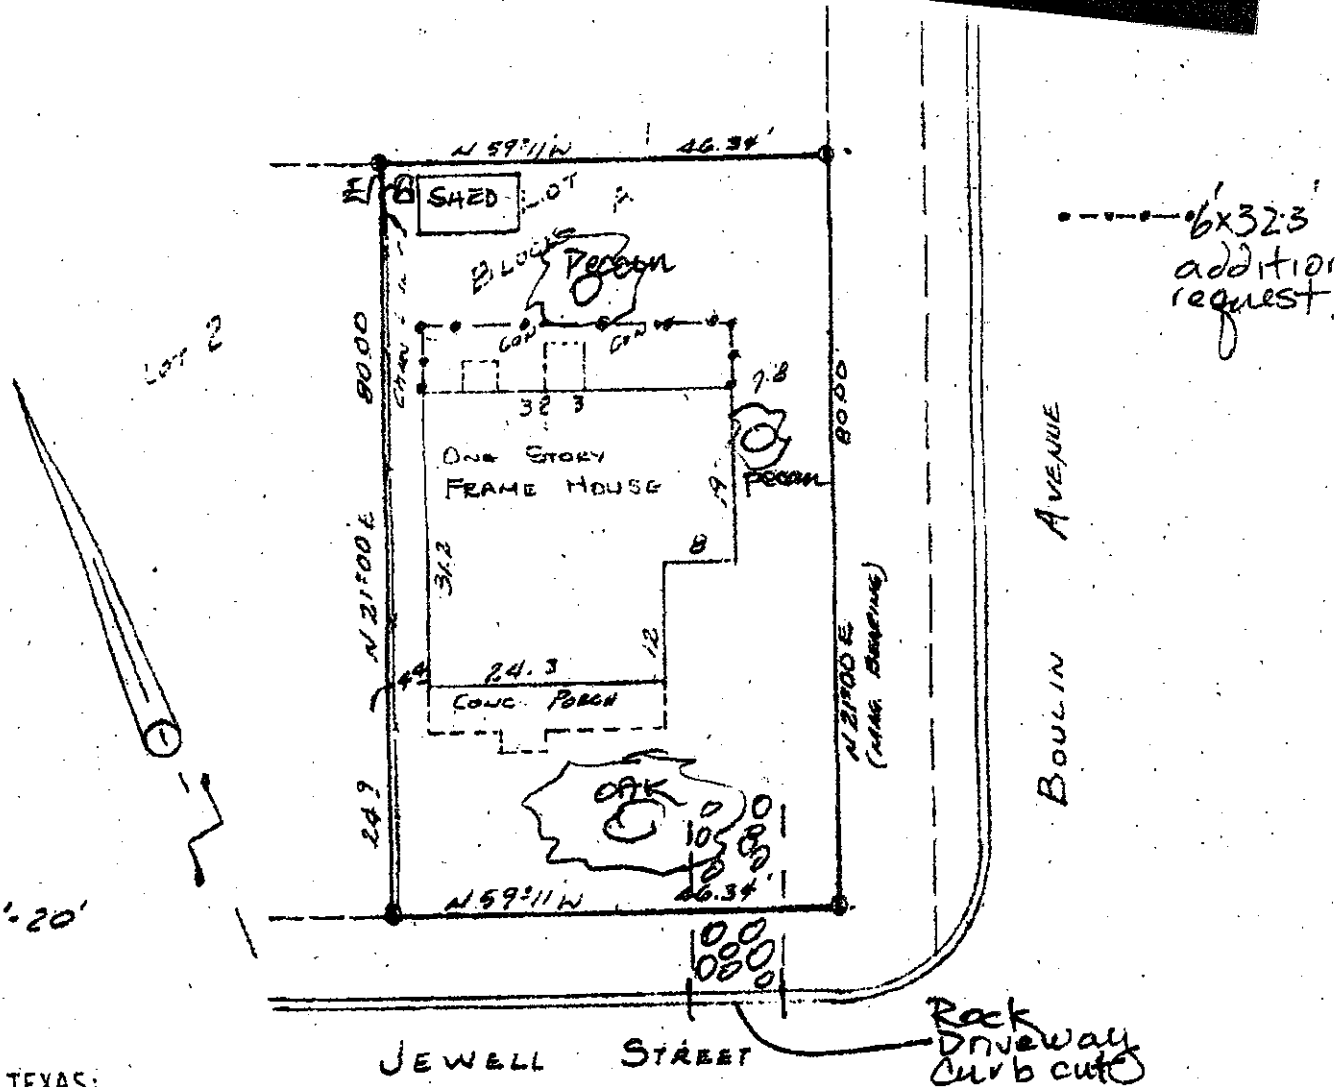 N 59°11'W 46.34'
SHED
LOT
BLOCK
Pecan
6'x32.3'
addition
request.
LOT 2
80.00
CONC CONC
32.3
7.8
80.00
ONE STORY
FRAME HOUSE
19
Pecan
8
31.2
12
N 21°00'E
N 21°00'E
(MAG. BEARING)
AVENUE
BOULIN
24.3
CONC. PORCH
OAK
24.9
N 59°11'W 46.34'
'-20'
JEWELL STREET
Rock
Driveway
Curb cut
TEXAS: